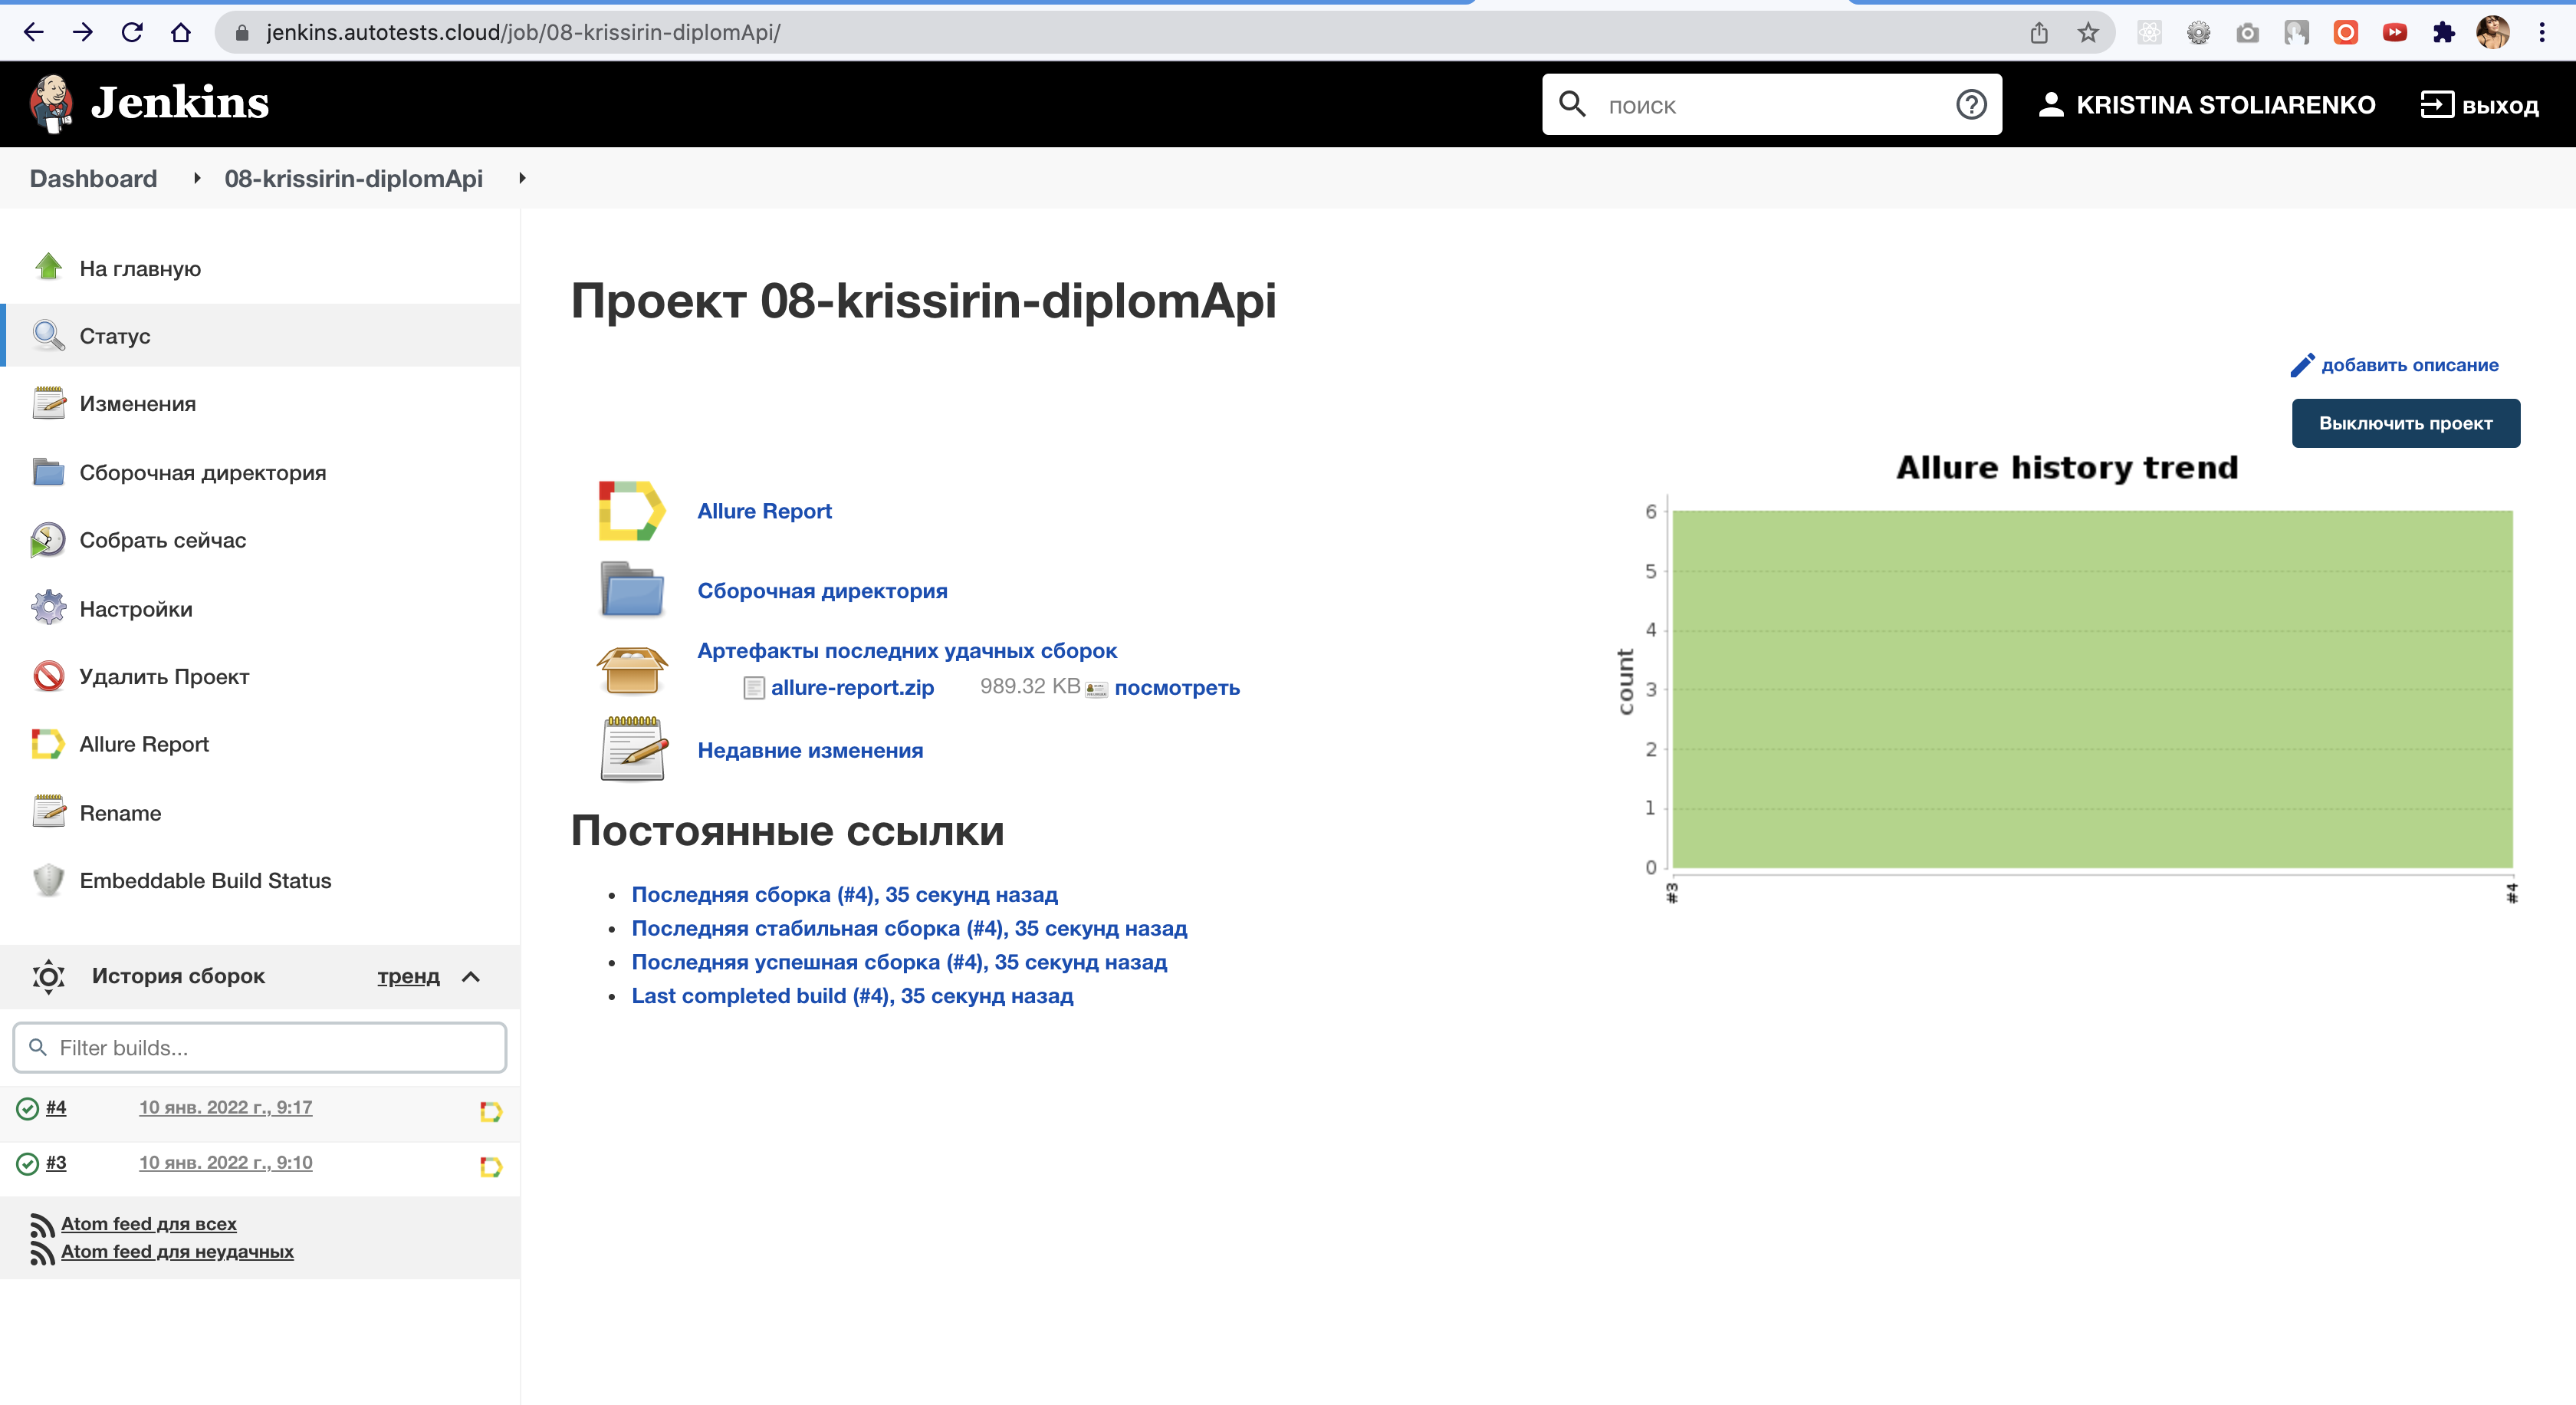 jenkins.autotests.cloud/job/08-krissirin-diplomApi/
Jenkins
поиск
KRISTINA STOLIARENKO
выход
Dashboard
08-krissirin-diplomApi
На главную
Статус
Изменения
Сборочная директория
Собрать сейчас
Настройки
Удалить Проект
Allure Report
Rename
Embeddable Build Status
История сборок
тренд
Filter builds...
#4
10 янв. 2022 г., 9:17
#3
10 янв. 2022 г., 9:10
Atom feed для всех
Atom feed для неудачных
Проект 08-krissirin-diplomApi
добавить описание
Выключить проект
Allure Report
Сборочная директория
Артефакты последних удачных сборок
allure-report.zip 989.32 KB посмотреть
Недавние изменения
Постоянные ссылки
Последняя сборка (#4), 35 секунд назад
Последняя стабильная сборка (#4), 35 секунд назад
Последняя успешная сборка (#4), 35 секунд назад
Last completed build (#4), 35 секунд назад
Allure history trend
6
5
4
3
2
1
0
count
#3
#4